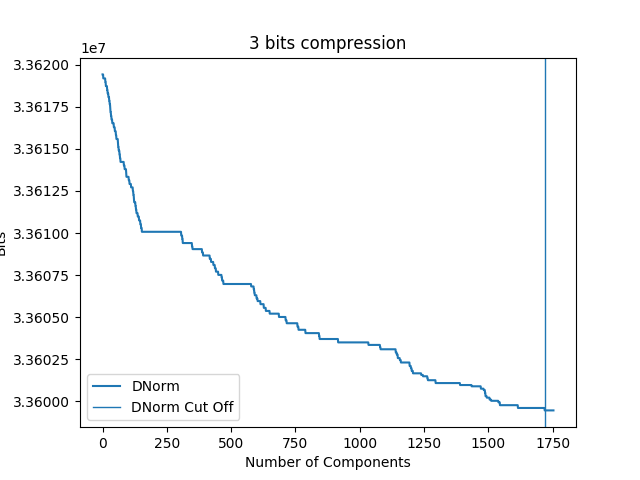 3 bits compression
1e7
3.36200
3.36175
3.36150
3.36125
3.36100
3.36075
3.36050
3.36025
3.36000
Bits
DNorm
DNorm Cut Off
0 250 500 750 1000 1250 1500 1750
Number of Components